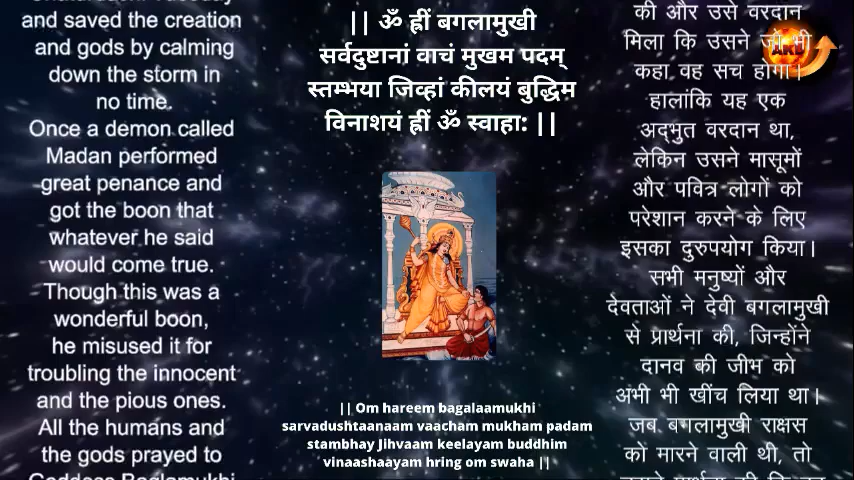 and saved the creation
and gods by calming
down the storm in
no time.
Once a demon called
Madan performed
great penance and
got the boon that
whatever he said
would come true.
Though this was a
wonderful boon,
he misused it for
troubling the innocent
and the pious ones.
All the humans and
the gods prayed to
Goddess Baglamukhi
|| ॐ ह्रीं बगलामुखी
सर्वदुष्टानां वाचं मुखम पदम्
स्तम्भया जिव्हां कीलयं बुद्धिम
विनाशयं ह्रीं ॐ स्वाहा: ||
|| Om hareem bagalaamukhi
sarvadushtaanaam vaacham mukham padam
stambhay Jihvaam keelayam buddhim
vinaashaayam hring om swaha ||
की और उसे वरदान
मिला कि उसने जो भी
कहा वह सच होगा।
हालांकि यह एक
अद्भुत वरदान था,
लेकिन उसने मासूमों
और पवित्र लोगों को
परेशान करने के लिए
इसका दुरुपयोग किया।
सभी मनुष्यों और
देवताओं ने देवी बगलामुखी
से प्रार्थना की, जिन्होंने
दानव की जीभ को
अभी भी खींच लिया था।
जब बगलामुखी राक्षस
को मारने वाली थी, तो
AKD